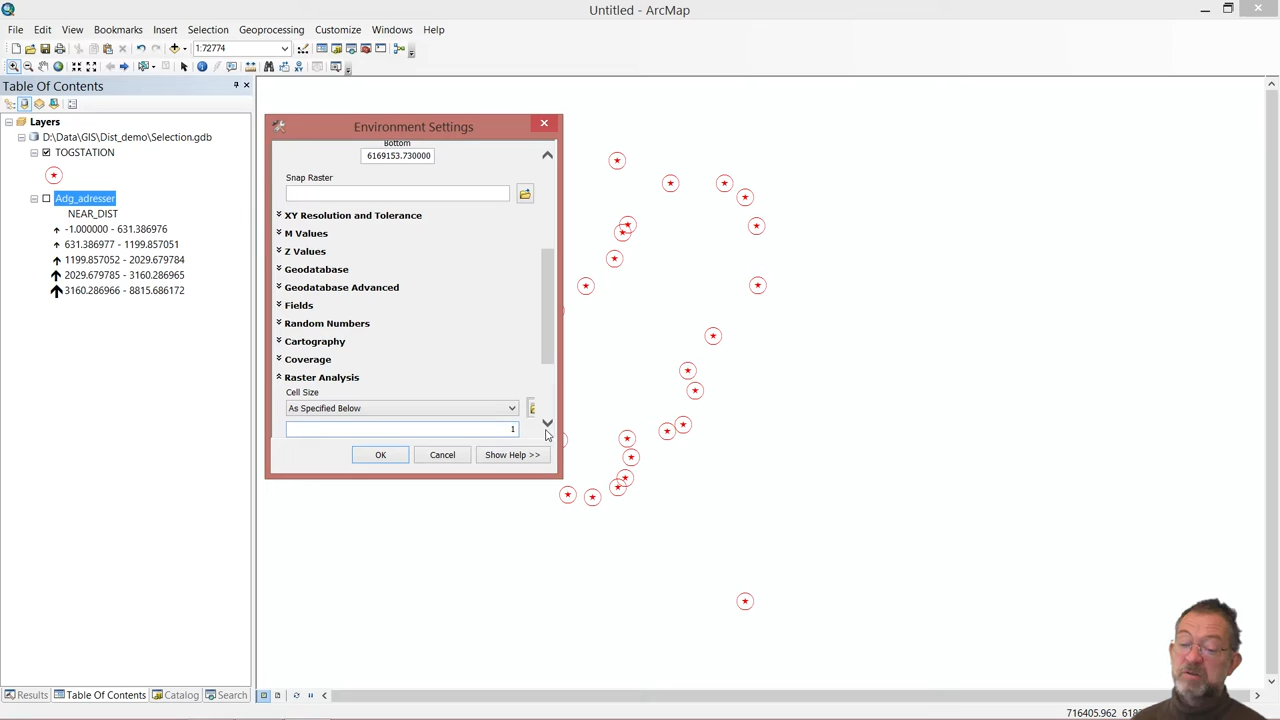 Untitled - ArcMap
File Edit View Bookmarks Insert Selection Geoprocessing Customize Windows Help
1:72774
Table Of Contents
Layers
D:\Data\GIS\Dist_demo\Selection.gdb
TOGSTATION
Adg_adresser
NEAR_DIST
-1.000000 - 631.386976
631.386977 - 1199.857051
1199.857052 - 2029.679784
2029.679785 - 3160.286965
3160.286966 - 8815.686172
Environment Settings
Bottom
6169153.730000
Snap Raster
XY Resolution and Tolerance
M Values
Z Values
Geodatabase
Geodatabase Advanced
Fields
Random Numbers
Cartography
Coverage
Raster Analysis
Cell Size
As Specified Below
1
OK Cancel Show Help >>
Results Table Of Contents Catalog Search
716405.962